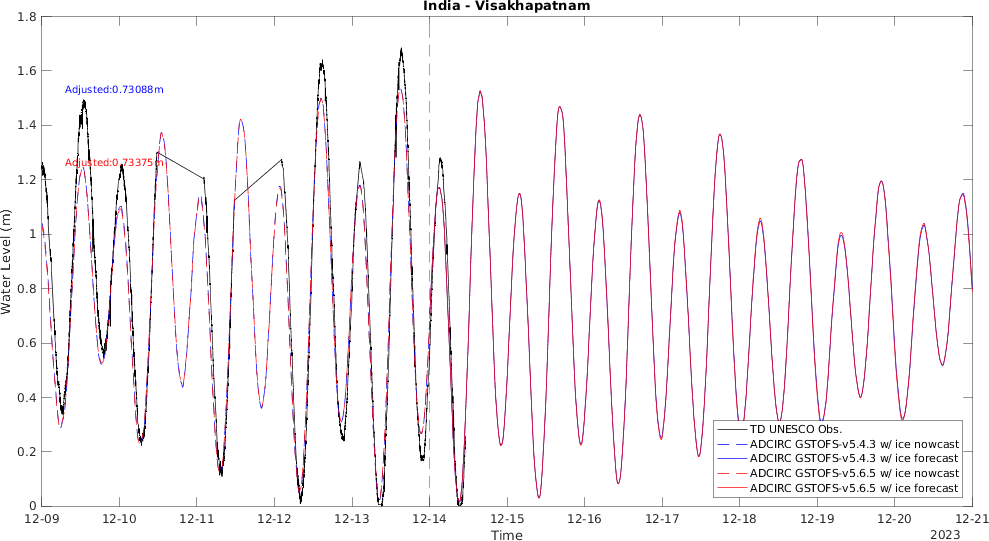 India - Visakhapatnam
1.8
1.6
1.4
1.2
1
0.8
0.6
0.4
0.2
0
Water Level (m)
Adjusted:0.73088m
Adjusted:0.73375m
TD UNESCO Obs.
ADCIRC GSTOFS-v5.4.3 w/ ice nowcast
ADCIRC GSTOFS-v5.4.3 w/ ice forecast
ADCIRC GSTOFS-v5.6.5 w/ ice nowcast
ADCIRC GSTOFS-v5.6.5 w/ ice forecast
12-09 12-10 12-11 12-12 12-13 12-14 12-15 12-16 12-17 12-18 12-19 12-20 12-21
Time
2023